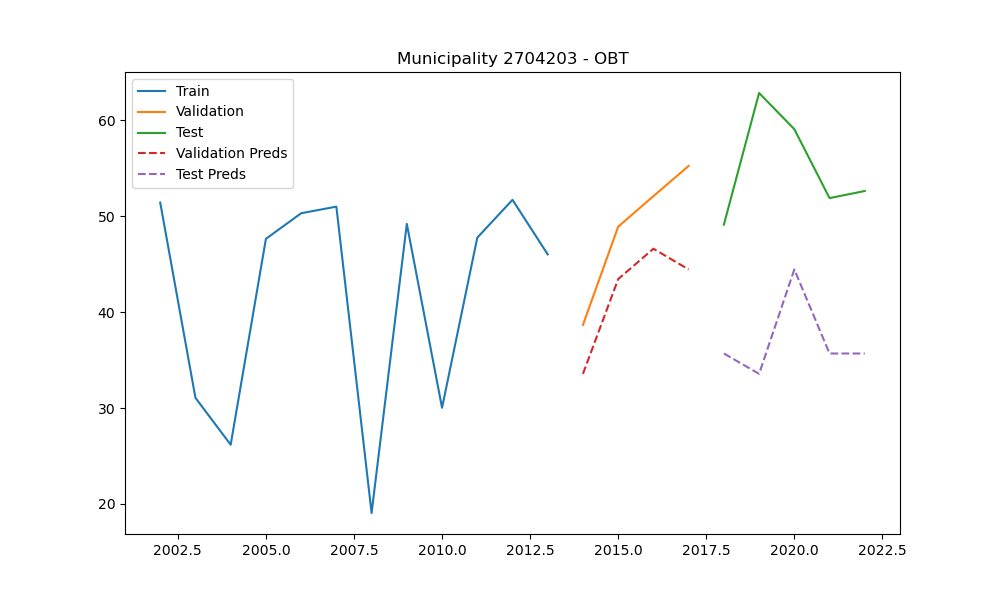 Municipality 2704203 - OBT
Train
Validation
Test
Validation Preds
Test Preds
60
50
40
30
20
2002.5 2005.0 2007.5 2010.0 2012.5 2015.0 2017.5 2020.0 2022.5